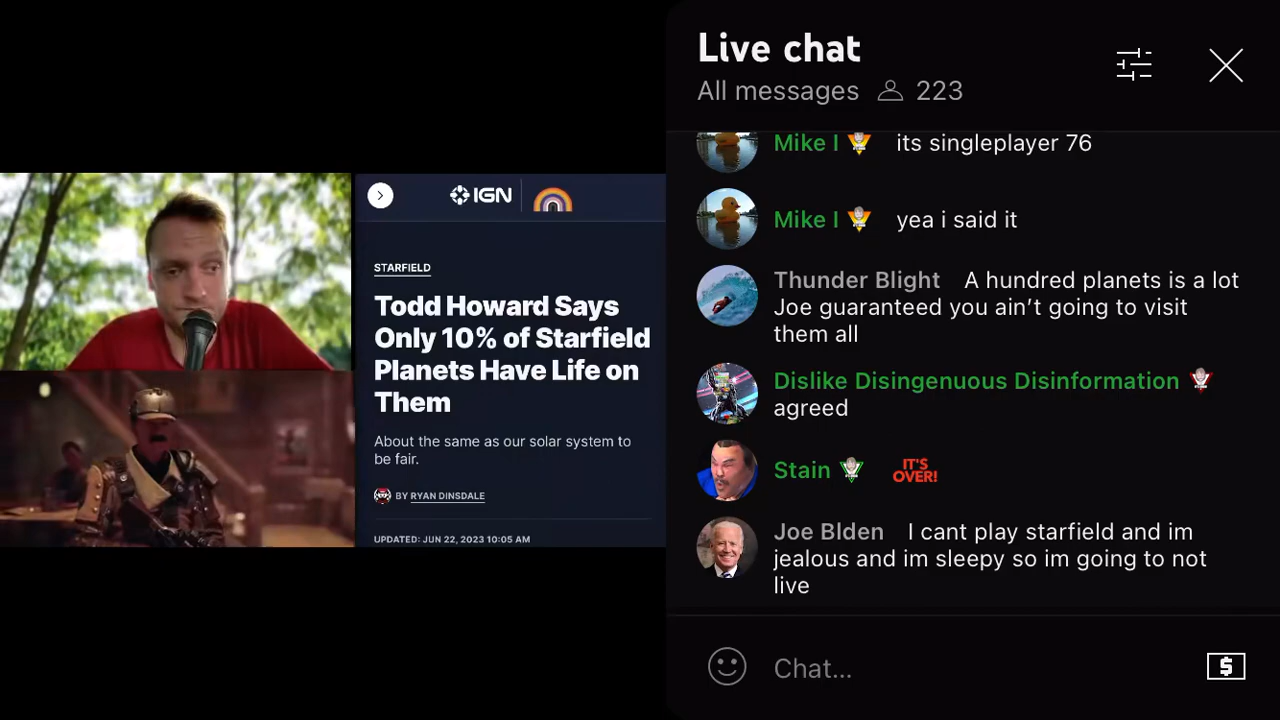 IGN
STARFIELD
Todd Howard Says
Only 10% of Starfield
Planets Have Life on
Them
About the same as our solar system to
be fair.
BY RYAN DINSDALE
UPDATED: JUN 22, 2023 10:05 AM
Live chat
All messages 223
Mike I its singleplayer 76
Mike I yea i said it
Thunder Blight A hundred planets is a lot
Joe guaranteed you ain’t going to visit
them all
Dislike Disingenuous Disinformation
agreed
Stain IT'S
OVER!
Joe Blden I cant play starfield and im
jealous and im sleepy so im going to not
live
Chat...
$